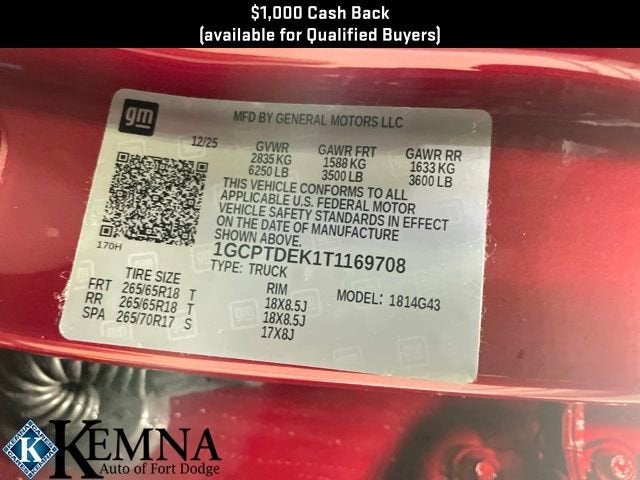 $1,000 Cash Back
(available for Qualified Buyers)
gm
MFD BY GENERAL MOTORS LLC
12/25 GVWR GAWR FRT GAWR RR
2835 KG 1588 KG 1633 KG
6250 LB 3500 LB 3600 LB
THIS VEHICLE CONFORMS TO ALL
APPLICABLE U.S. FEDERAL MOTOR
VEHICLE SAFETY STANDARDS IN EFFECT
ON THE DATE OF MANUFACTURE
SHOWN ABOVE.
170H
1GCPTDEK1T1169708
TYPE: TRUCK
TIRE SIZE RIM MODEL: 1814G43
FRT 265/65R18 T 18X8.5J
RR 265/65R18 T 18X8.5J
SPA 265/70R17 S 17X8J
KEMNA
Auto of Fort Dodge